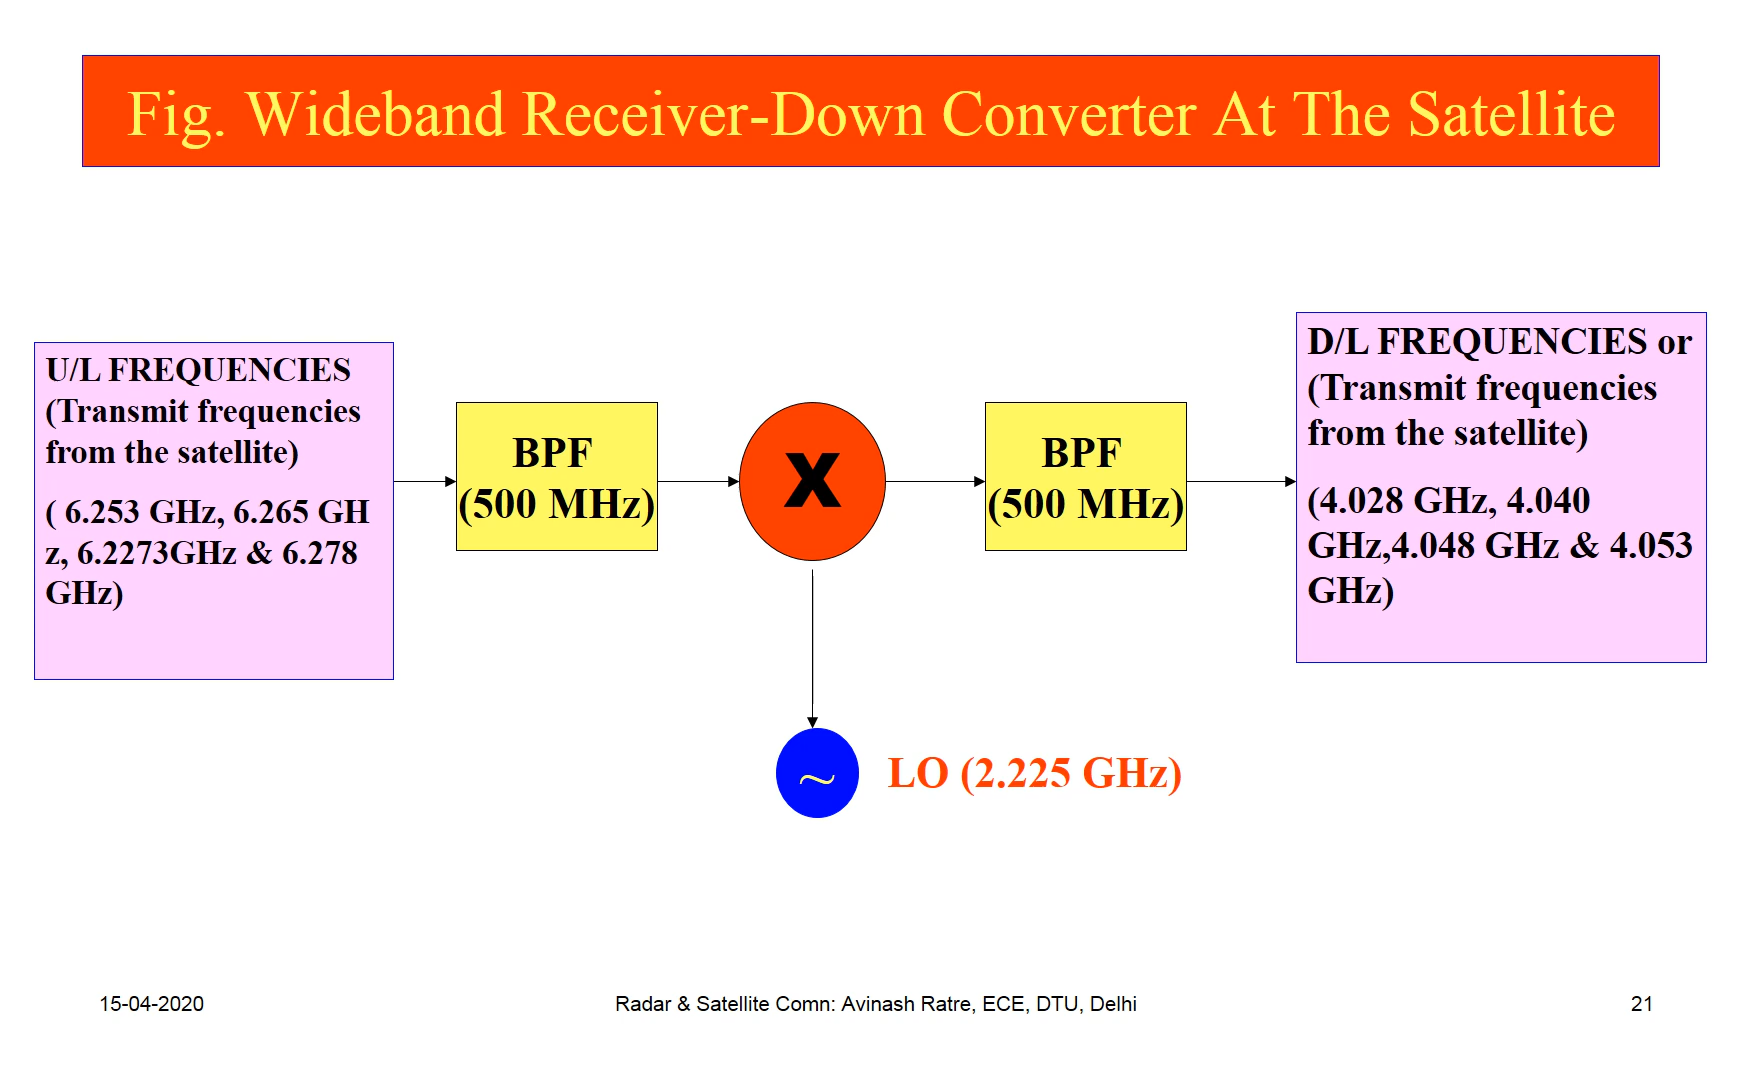 Fig. Wideband Receiver-Down Converter At The Satellite
U/L FREQUENCIES
(Transmit frequencies
from the satellite)
( 6.253 GHz, 6.265 GH
z, 6.2273GHz & 6.278
GHz)
BPF
(500 MHz)
X
BPF
(500 MHz)
D/L FREQUENCIES or
(Transmit frequencies
from the satellite)
(4.028 GHz, 4.040
GHz,4.048 GHz & 4.053
GHz)
~
LO (2.225 GHz)
15-04-2020
Radar & Satellite Comn: Avinash Ratre, ECE, DTU, Delhi
21